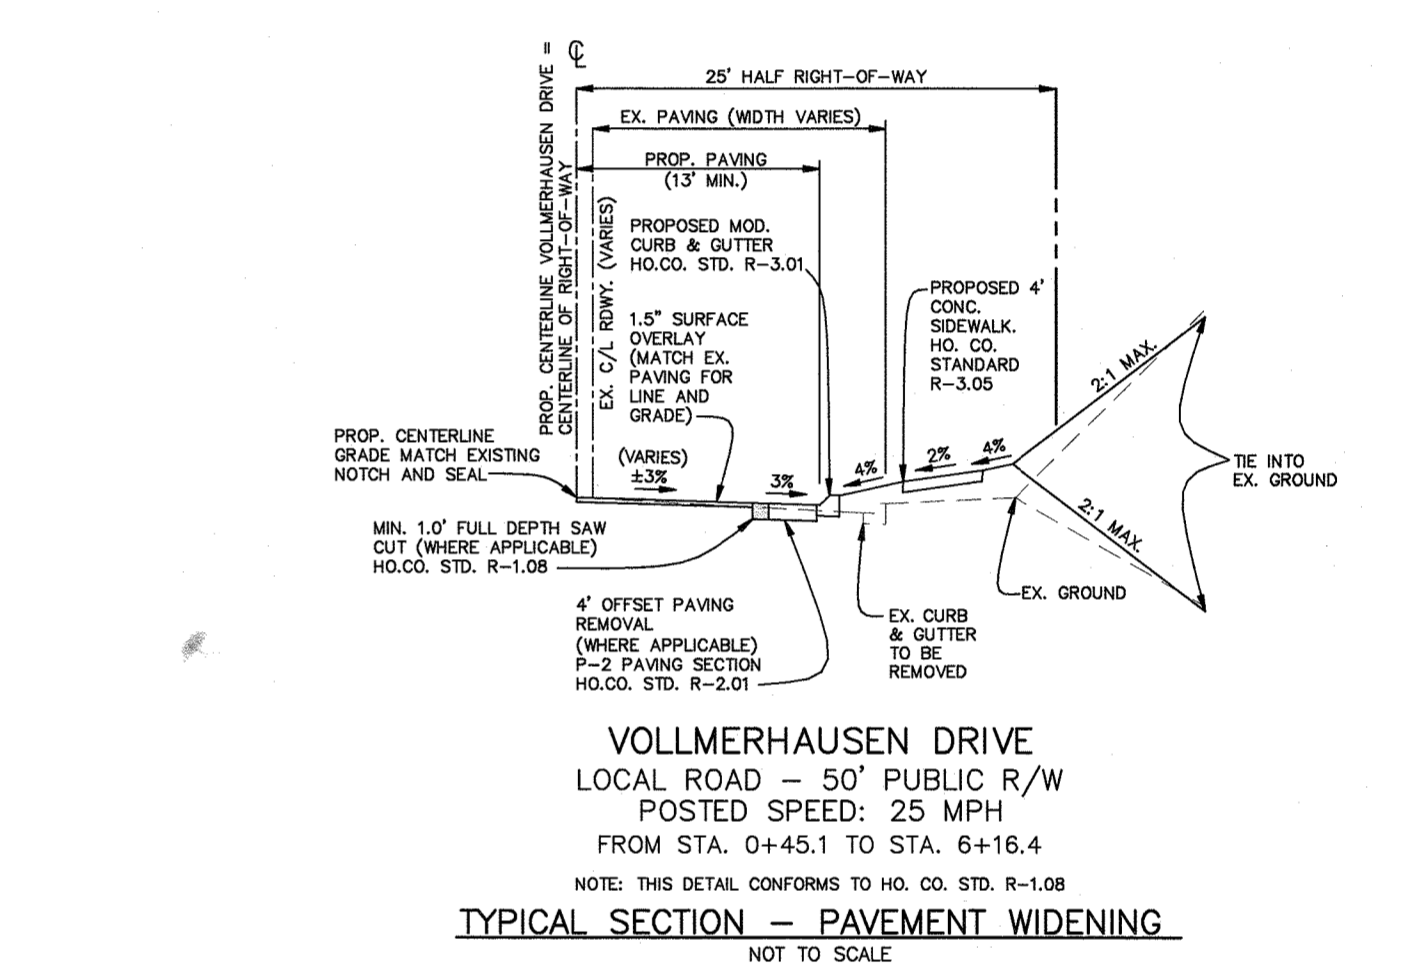 PROP. CENTERLINE VOLLMERHAUSEN DRIVE =
CENTERLINE OF RIGHT-OF-WAY
℄
25' HALF RIGHT-OF-WAY
EX. PAVING (WIDTH VARIES)
PROP. PAVING
(13' MIN.)
EX. C/L RDWY. (VARIES)
PROPOSED MOD.
CURB & GUTTER
HO.CO. STD. R-3.01
1.5" SURFACE
OVERLAY
(MATCH EX.
PAVING FOR
LINE AND
GRADE)
PROPOSED 4'
CONC.
SIDEWALK.
HO. CO.
STANDARD
R-3.05
2:1 MAX.
PROP. CENTERLINE
GRADE MATCH EXISTING
NOTCH AND SEAL
(VARIES)
±3%
3%
4%
2%
4%
TIE INTO
EX. GROUND
2:1 MAX.
MIN. 1.0' FULL DEPTH SAW
CUT (WHERE APPLICABLE)
HO.CO. STD. R-1.08
4' OFFSET PAVING
REMOVAL
(WHERE APPLICABLE)
P-2 PAVING SECTION
HO.CO. STD. R-2.01
EX. CURB
& GUTTER
TO BE
REMOVED
EX. GROUND
VOLLMERHAUSEN DRIVE
LOCAL ROAD - 50' PUBLIC R/W
POSTED SPEED: 25 MPH
FROM STA. 0+45.1 TO STA. 6+16.4
NOTE: THIS DETAIL CONFORMS TO HO. CO. STD. R-1.08
TYPICAL SECTION - PAVEMENT WIDENING
NOT TO SCALE